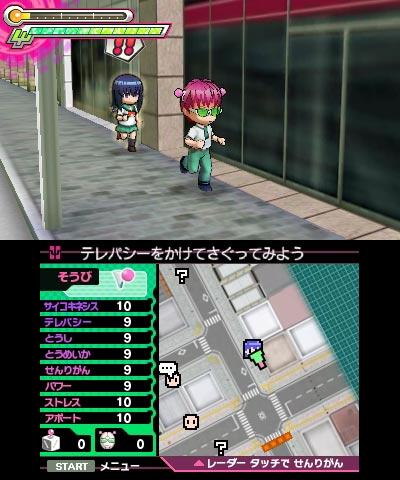 !!
テレパシーをかけてさぐってみよう
そうび
サイコキネシス 10
テレパシー 9
とうし 9
とうめいか 9
せんりがん 9
パワー 9
ストレス 10
アポート 10
0 0
START メニュー
レーダー タッチで せんりがん
?
?